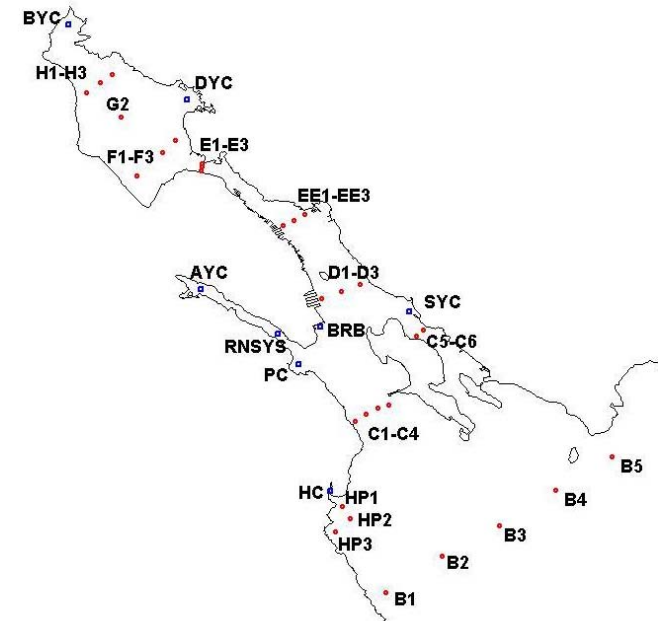 BYC
H1-H3
DYC
G2
E1-E3
F1-F3
EE1-EE3
AYC
D1-D3
SYC
BRB
RNSYS
C5-C6
PC
C1-C4
B5
HC
HP1
B4
HP2
B3
HP3
B2
B1